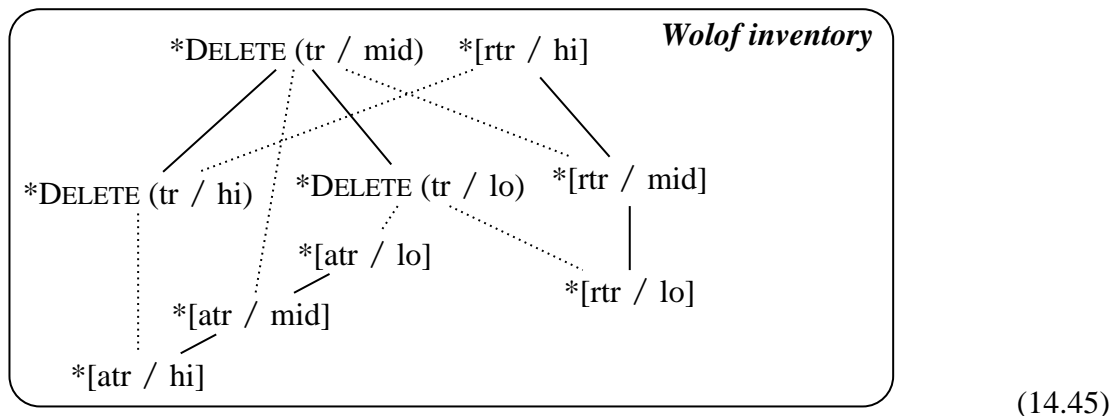 *DELETE (tr / mid) *[rtr / hi] Wolof inventory
*DELETE (tr / hi) *DELETE (tr / lo) *[rtr / mid]
*[atr / lo]
*[rtr / lo]
*[atr / mid]
*[atr / hi]
(14.45)